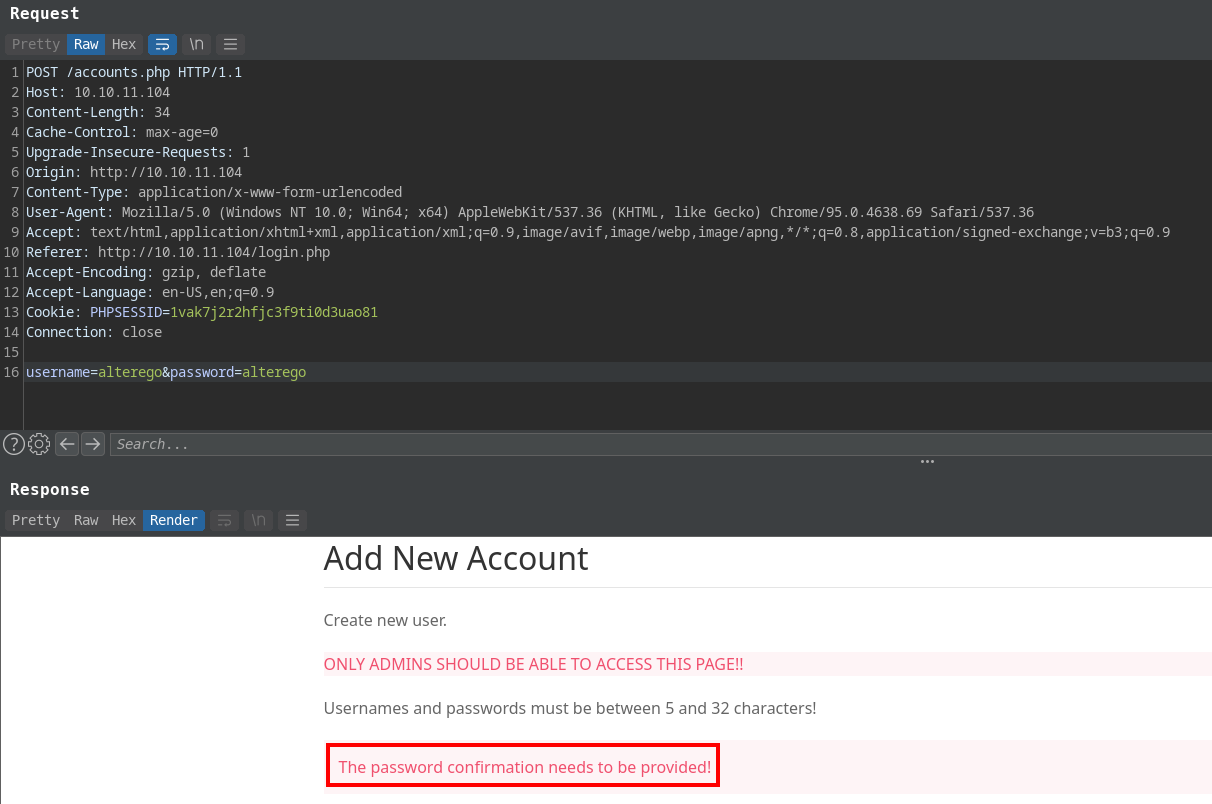 Request
Pretty Raw Hex \n
1 POST /accounts.php HTTP/1.1
2 Host: 10.10.11.104
3 Content-Length: 34
4 Cache-Control: max-age=0
5 Upgrade-Insecure-Requests: 1
6 Origin: http://10.10.11.104
7 Content-Type: application/x-www-form-urlencoded
8 User-Agent: Mozilla/5.0 (Windows NT 10.0; Win64; x64) AppleWebKit/537.36 (KHTML, like Gecko) Chrome/95.0.4638.69 Safari/537.36
9 Accept: text/html,application/xhtml+xml,application/xml;q=0.9,image/avif,image/webp,image/apng,*/*;q=0.8,application/signed-exchange;v=b3;q=0.9
10 Referer: http://10.10.11.104/login.php
11 Accept-Encoding: gzip, deflate
12 Accept-Language: en-US,en;q=0.9
13 Cookie: PHPSESSID=1vak7j2r2hfjc3f9ti0d3uao81
14 Connection: close
15
16 username=alterego&password=alterego
? Search...
Response
Pretty Raw Hex Render \n
Add New Account
Create new user.
ONLY ADMINS SHOULD BE ABLE TO ACCESS THIS PAGE!!
Usernames and passwords must be between 5 and 32 characters!
The password confirmation needs to be provided!